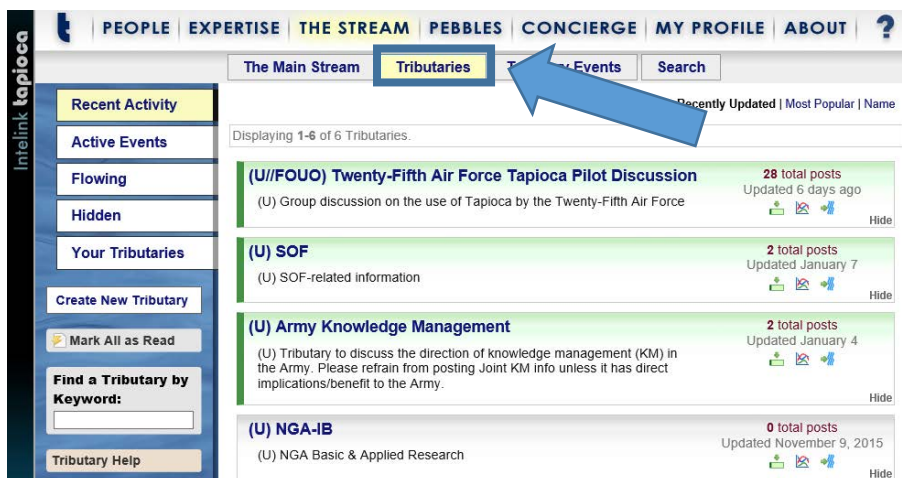 Intelink tapioca
t PEOPLE EXPERTISE THE STREAM PEBBLES CONCIERGE MY PROFILE ABOUT ?
The Main Stream Tributaries Events Search
Recently Updated | Most Popular | Name
Recent Activity
Active Events
Flowing
Hidden
Your Tributaries
Create New Tributary
Mark All as Read
Find a Tributary by
Keyword:
Tributary Help
Displaying 1-6 of 6 Tributaries.
(U//FOUO) Twenty-Fifth Air Force Tapioca Pilot Discussion
(U) Group discussion on the use of Tapioca by the Twenty-Fifth Air Force
28 total posts
Updated 6 days ago
Hide
(U) SOF
(U) SOF-related information
2 total posts
Updated January 7
Hide
(U) Army Knowledge Management
(U) Tributary to discuss the direction of knowledge management (KM) in
the Army. Please refrain from posting Joint KM info unless it has direct
implications/benefit to the Army.
2 total posts
Updated January 4
Hide
(U) NGA-IB
(U) NGA Basic & Applied Research
0 total posts
Updated November 9, 2015
Hide